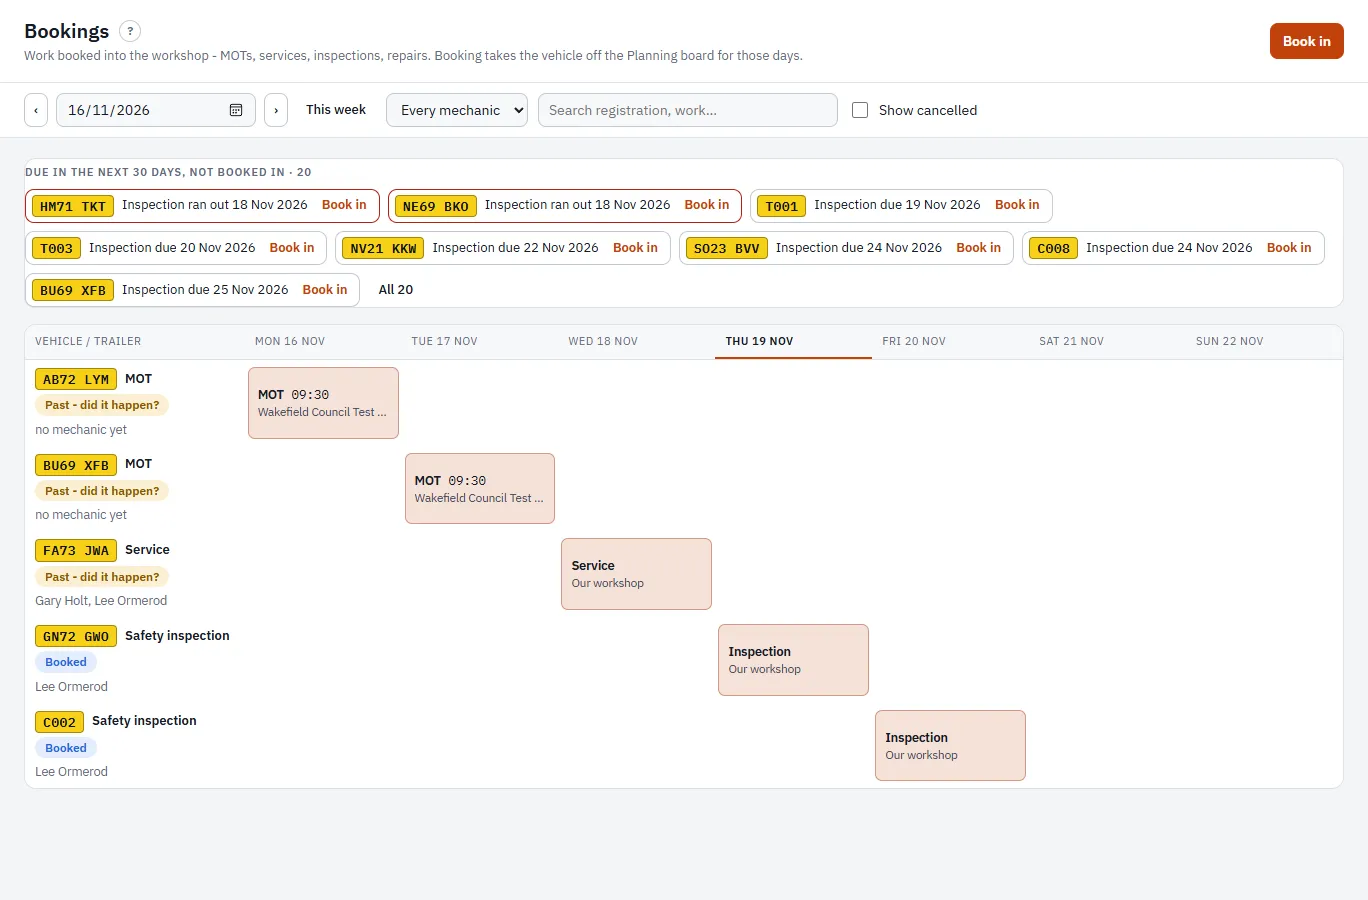 Bookings ?
Work booked into the workshop - MOTs, services, inspections, repairs. Booking takes the vehicle off the Planning board for those days.
Book in
‹ 16/11/2026 › This week Every mechanic Search registration, work... Show cancelled
DUE IN THE NEXT 30 DAYS, NOT BOOKED IN · 20
HM71 TKT Inspection ran out 18 Nov 2026 Book in NE69 BKO Inspection ran out 18 Nov 2026 Book in T001 Inspection due 19 Nov 2026 Book in
T003 Inspection due 20 Nov 2026 Book in NV21 KKW Inspection due 22 Nov 2026 Book in SO23 BVV Inspection due 24 Nov 2026 Book in C008 Inspection due 24 Nov 2026 Book in
BU69 XFB Inspection due 25 Nov 2026 Book in All 20
VEHICLE / TRAILER MON 16 NOV TUE 17 NOV WED 18 NOV THU 19 NOV FRI 20 NOV SAT 21 NOV SUN 22 NOV
AB72 LYM MOT
Past - did it happen?
no mechanic yet
MOT 09:30
Wakefield Council Test ...
BU69 XFB MOT
Past - did it happen?
no mechanic yet
MOT 09:30
Wakefield Council Test ...
FA73 JWA Service
Past - did it happen?
Gary Holt, Lee Ormerod
Service
Our workshop
GN72 GWO Safety inspection
Booked
Lee Ormerod
Inspection
Our workshop
C002 Safety inspection
Booked
Lee Ormerod
Inspection
Our workshop